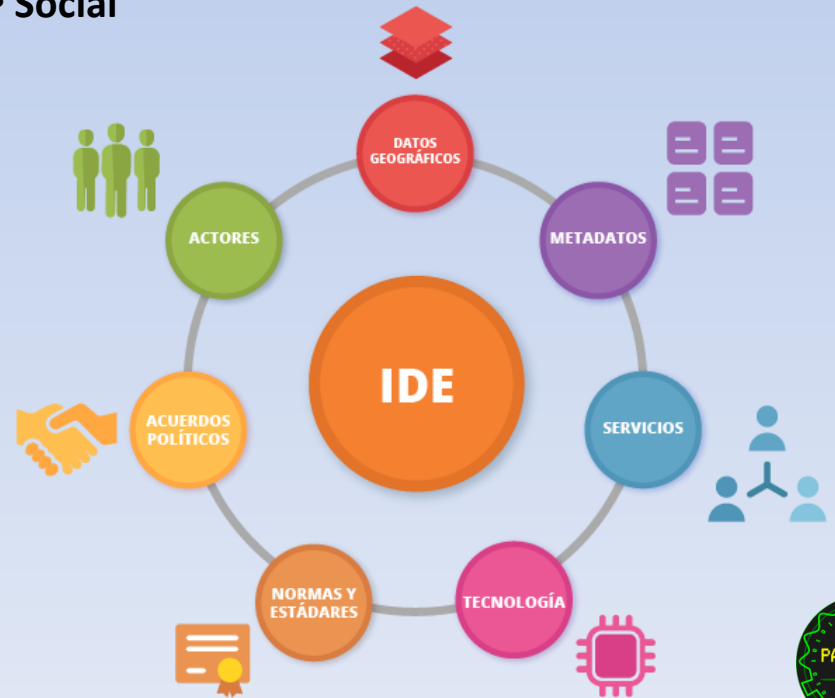 Social
DATOS
GEOGRÁFICOS
METADATOS
SERVICIOS
TECNOLOGÍA
NORMAS Y
ESTÁDARES
ACUERDOS
POLÍTICOS
ACTORES
IDE